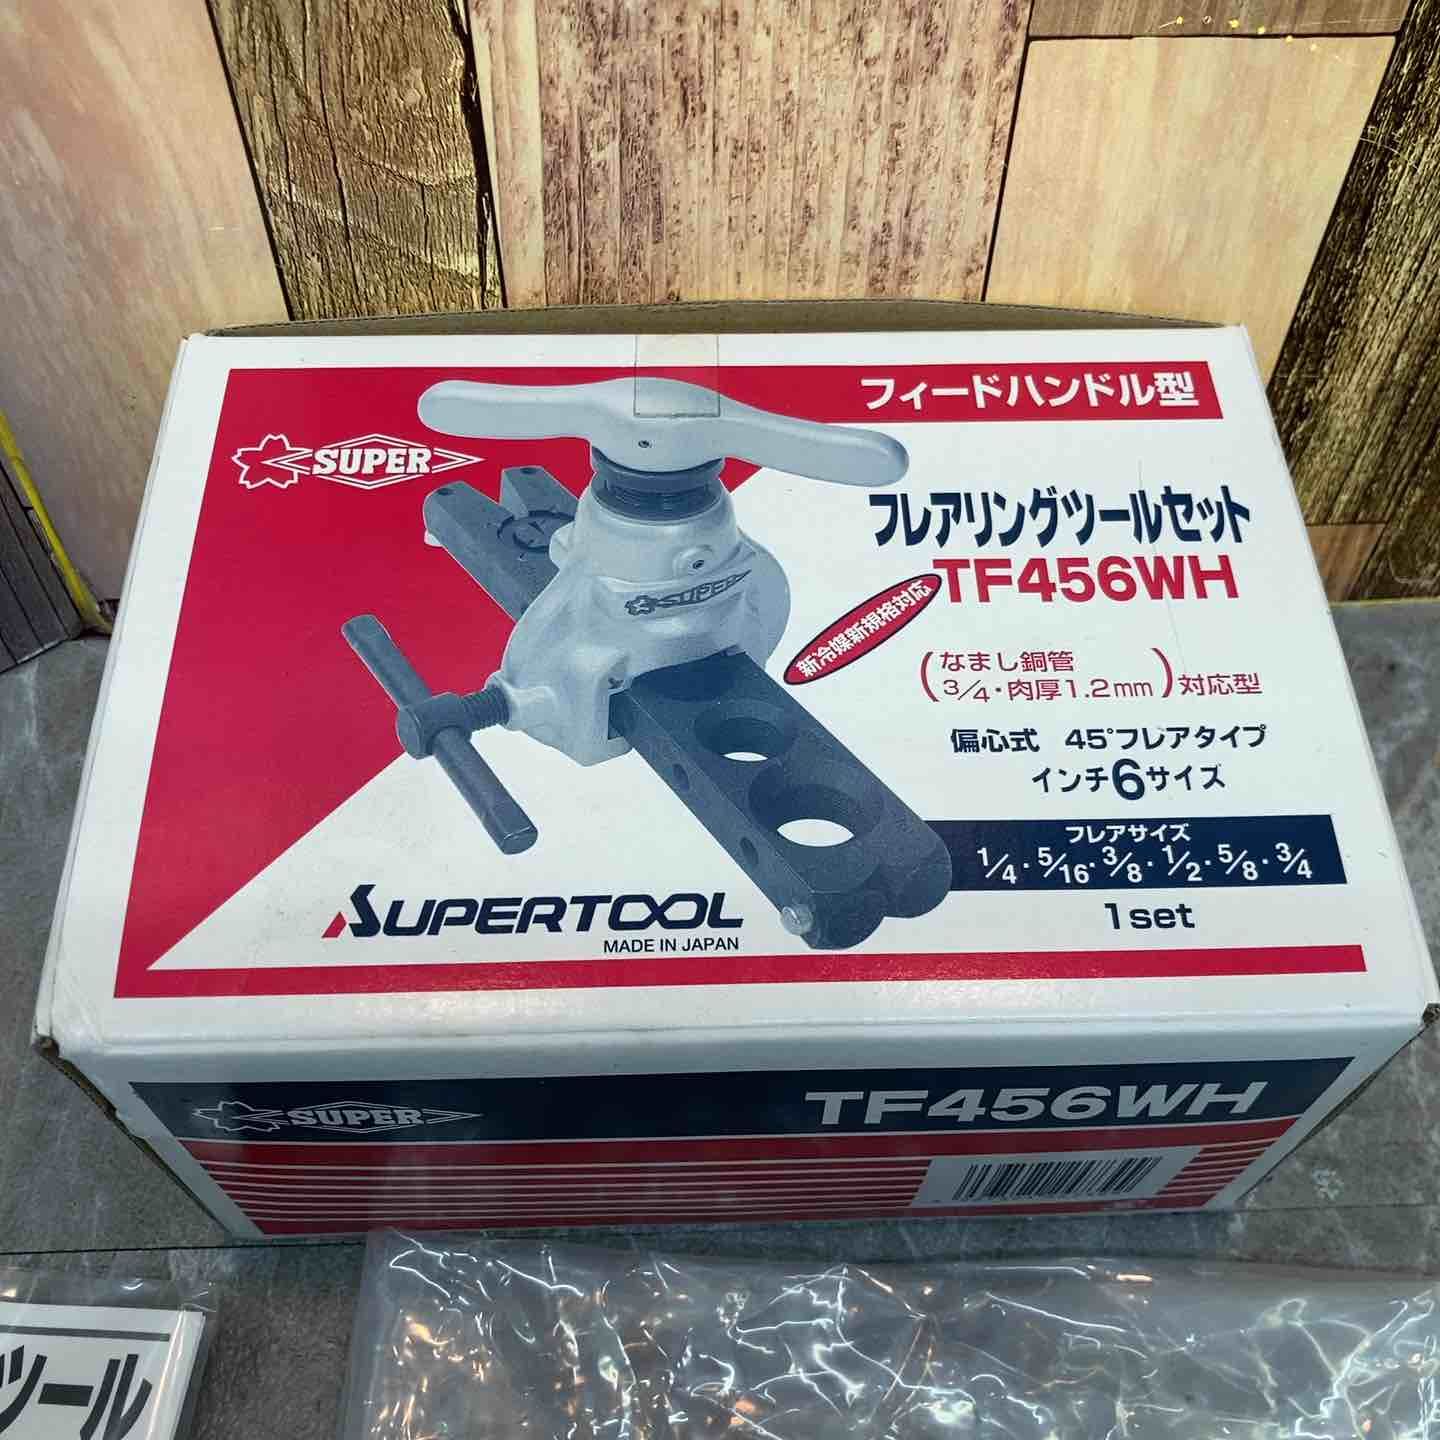 フィードハンドル型
SUPER
フレアリングツールセット
TF456WH
SUPER
新冷媒新規格対応
(なまし銅管
3/4・肉厚1.2mm)対応型
偏心式 45°フレアタイプ
インチ6サイズ
フレアサイズ
1/4・5/16・3/8・1/2・5/8・3/4
1set
SUPERTOOL
MADE IN JAPAN
SUPER
TF456WH
ツール